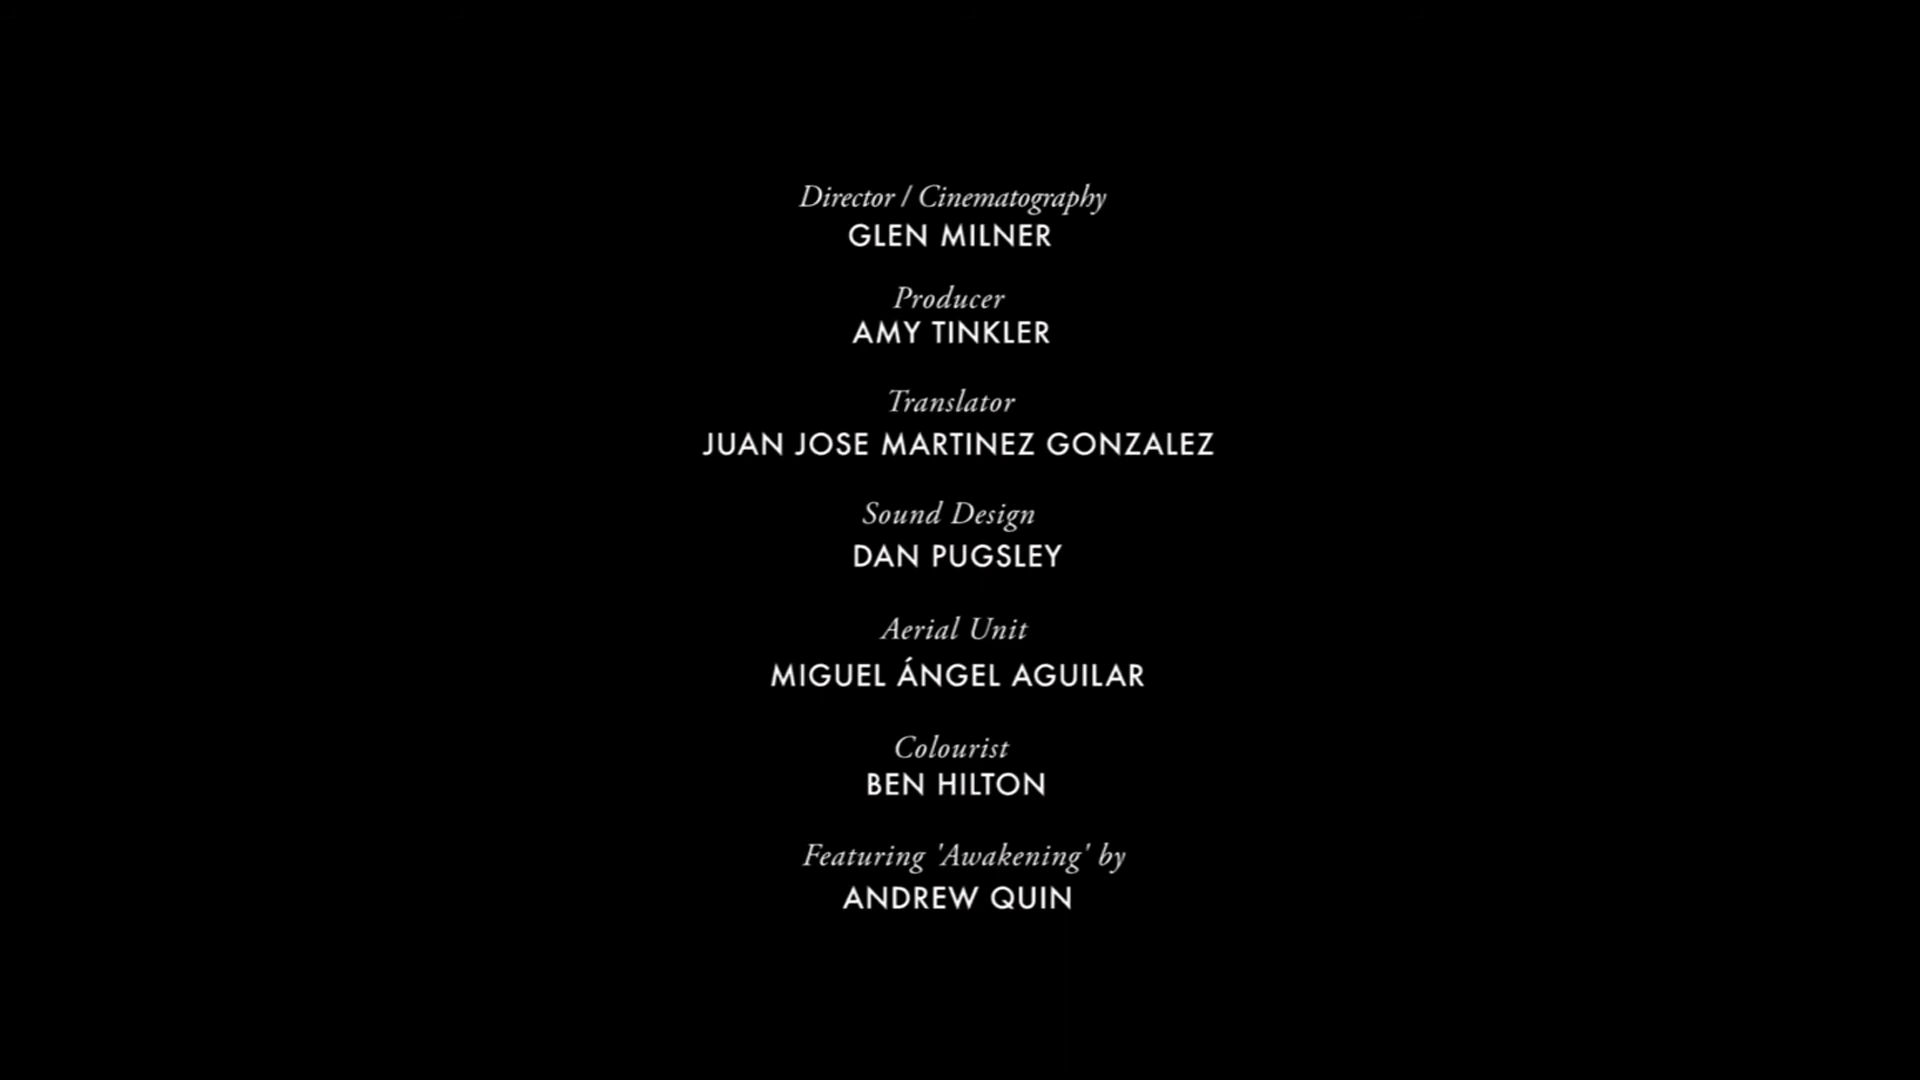 Director / Cinematography
GLEN MILNER
Producer
AMY TINKLER
Translator
JUAN JOSE MARTINEZ GONZALEZ
Sound Design
DAN PUGSLEY
Aerial Unit
MIGUEL ÁNGEL AGUILAR
Colourist
BEN HILTON
Featuring 'Awakening' by
ANDREW QUIN